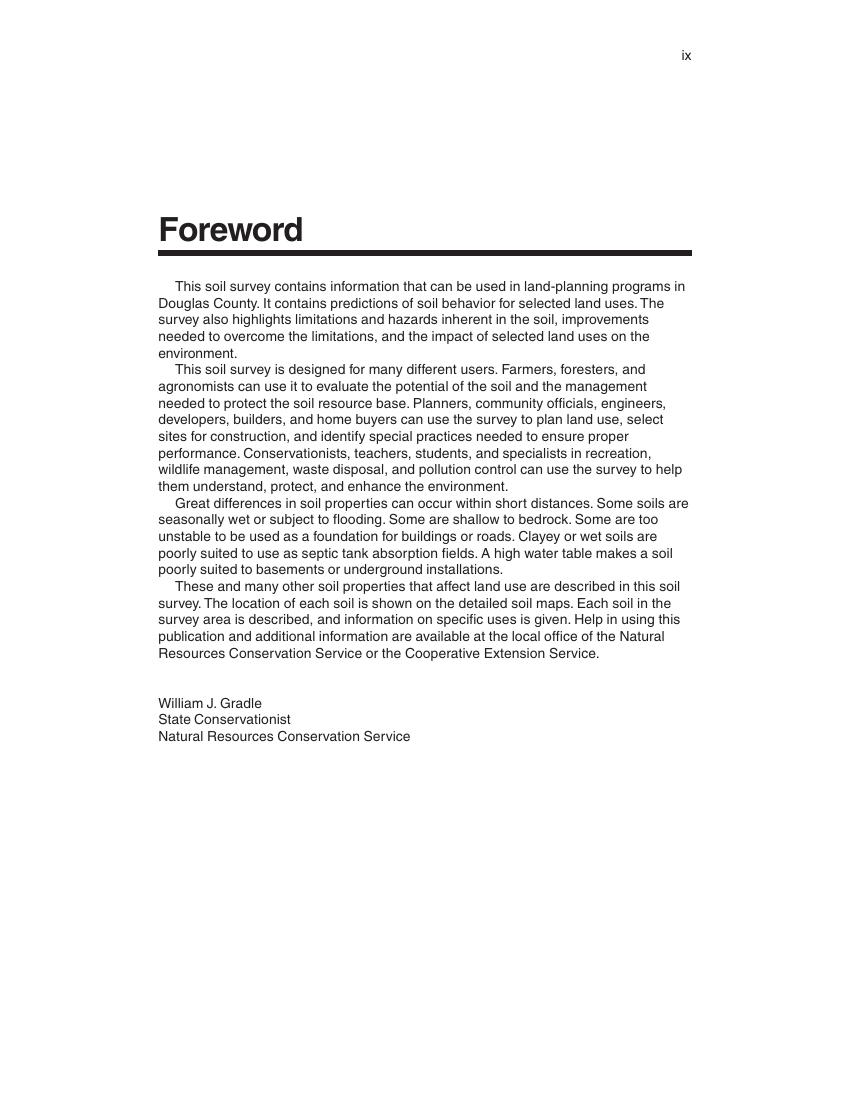 ix
Foreword
This soil survey contains information that can be used in land-planning programs in
Douglas County. It contains predictions of soil behavior for selected land uses. The
survey also highlights limitations and hazards inherent in the soil, improvements
needed to overcome the limitations, and the impact of selected land uses on the
environment.
This soil survey is designed for many different users. Farmers, foresters, and
agronomists can use it to evaluate the potential of the soil and the management
needed to protect the soil resource base. Planners, community officials, engineers,
developers, builders, and home buyers can use the survey to plan land use, select
sites for construction, and identify special practices needed to ensure proper
performance. Conservationists, teachers, students, and specialists in recreation,
wildlife management, waste disposal, and pollution control can use the survey to help
them understand, protect, and enhance the environment.
Great differences in soil properties can occur within short distances. Some soils are
seasonally wet or subject to flooding. Some are shallow to bedrock. Some are too
unstable to be used as a foundation for buildings or roads. Clayey or wet soils are
poorly suited to use as septic tank absorption fields. A high water table makes a soil
poorly suited to basements or underground installations.
These and many other soil properties that affect land use are described in this soil
survey. The location of each soil is shown on the detailed soil maps. Each soil in the
survey area is described, and information on specific uses is given. Help in using this
publication and additional information are available at the local office of the Natural
Resources Conservation Service or the Cooperative Extension Service.
William J. Gradle
State Conservationist
Natural Resources Conservation Service